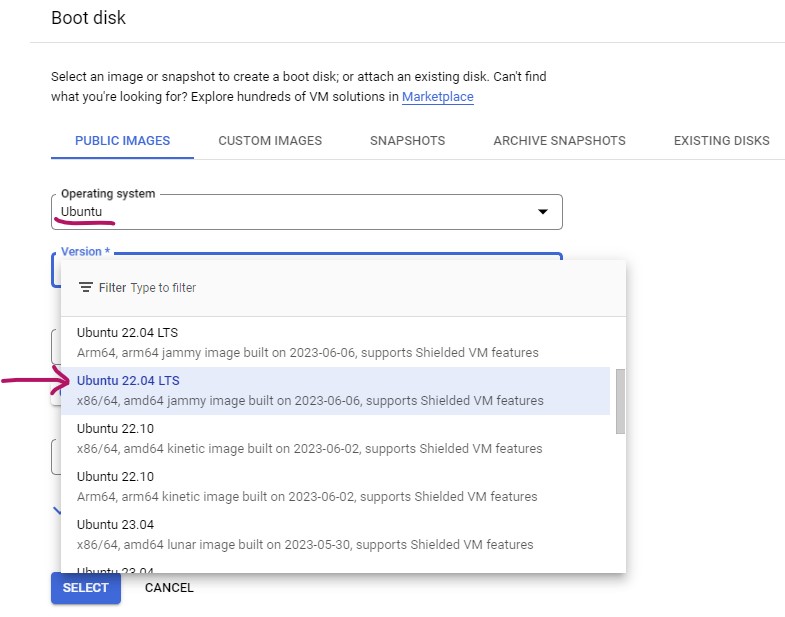 Boot disk
Select an image or snapshot to create a boot disk; or attach an existing disk. Can't find
what you're looking for? Explore hundreds of VM solutions in Marketplace
PUBLIC IMAGES CUSTOM IMAGES SNAPSHOTS ARCHIVE SNAPSHOTS EXISTING DISKS
Operating system
Ubuntu
Version *
Filter Type to filter
Ubuntu 22.04 LTS
Arm64, arm64 jammy image built on 2023-06-06, supports Shielded VM features
Ubuntu 22.04 LTS
x86/64, amd64 jammy image built on 2023-06-06, supports Shielded VM features
Ubuntu 22.10
x86/64, amd64 kinetic image built on 2023-06-02, supports Shielded VM features
Ubuntu 22.10
Arm64, arm64 kinetic image built on 2023-06-02, supports Shielded VM features
Ubuntu 23.04
x86/64, amd64 lunar image built on 2023-05-30, supports Shielded VM features
Ubuntu 23.04
SELECT CANCEL